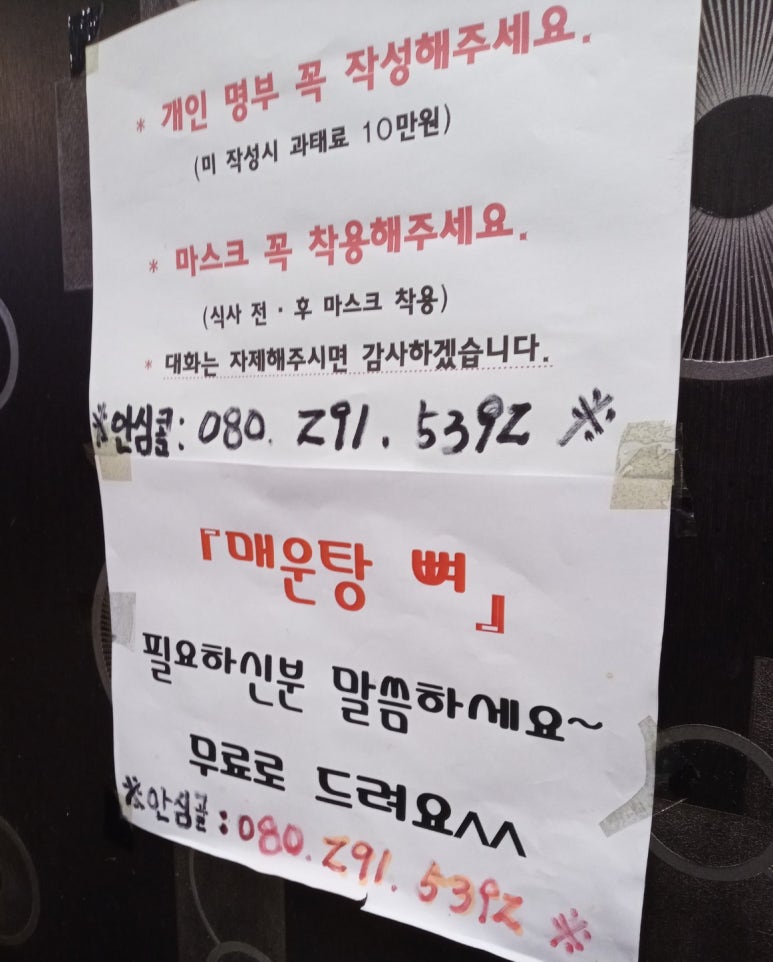 * 개인 명부 꼭 작성해주세요.
(미 작성시 과태료 10만원)
* 마스크 꼭 착용해주세요.
(식사 전 · 후 마스크 착용)
* 대화는 자제해주시면 감사하겠습니다.
※안심콜: 080. 291. 5392 ※
『매운탕 뼈』
필요하신분 말씀하세요~
무료로 드려요^^
※안심콜: 080. 291. 5392 ※